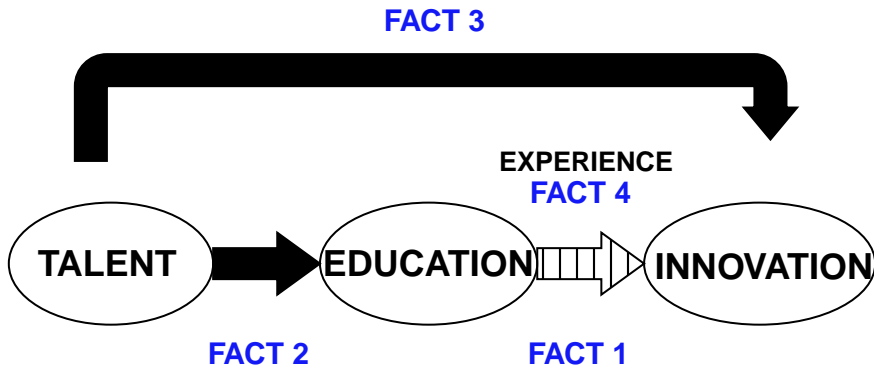 FACT 3
EXPERIENCE
FACT 4
TALENT
EDUCATION
INNOVATION
FACT 2
FACT 1